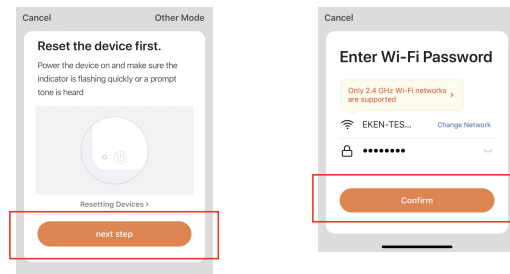 Cancel Other Mode
Reset the device first.
Power the device on and make sure the
indicator is flashing quickly or a prompt
tone is heard
Resetting Devices >
next step
Cancel
Enter Wi-Fi Password
Only 2.4 GHz Wi-Fi networks >
are supported
EKEN-TES... Change Network
●●●●●●●●
Confirm